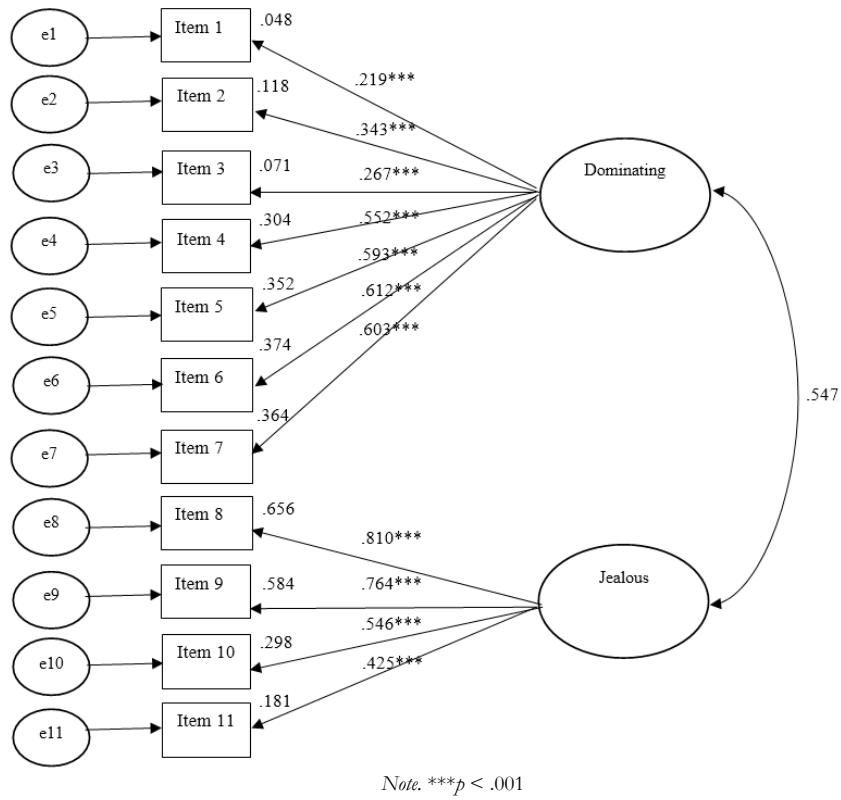 e1 Item 1 .048
.219***
e2 Item 2 .118
.343***
e3 Item 3 .071
.267***
Dominating
e4 Item 4 .304
.552***
.593***
e5 Item 5 .352
.612***
e6 Item 6 .374
.603***
.547
e7 Item 7 .364
e8 Item 8 .656
.810***
e9 Item 9 .584
.764***
Jealous
.546***
e10 Item 10 .298
.425***
e11 Item 11 .181
Note. ***p < .001